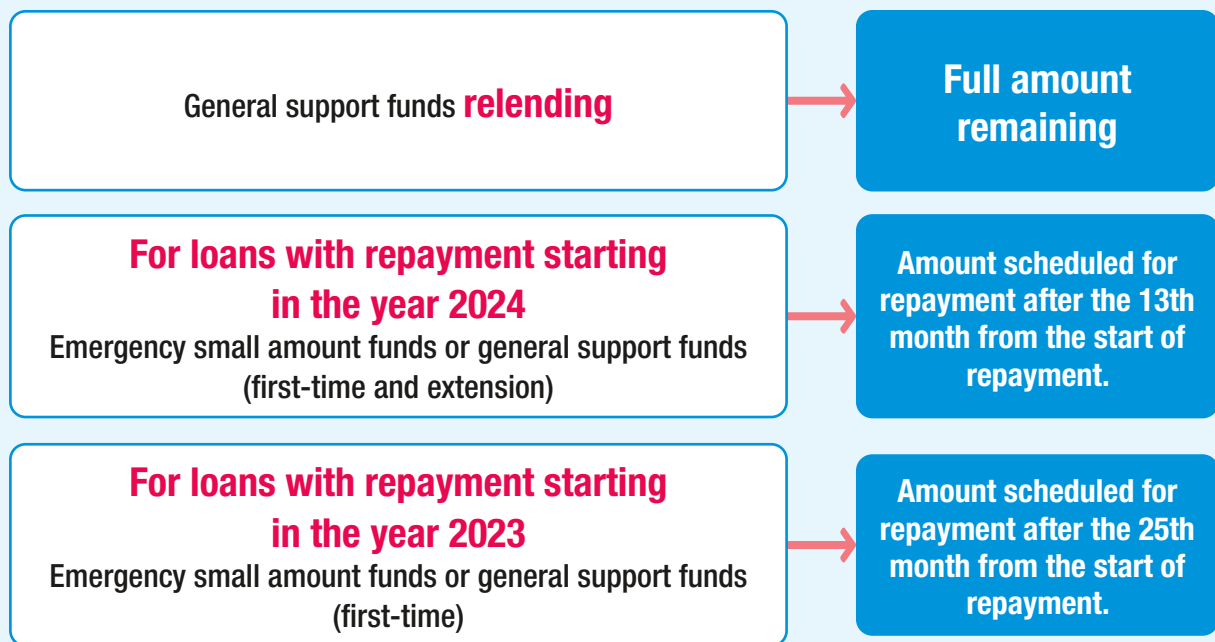 General support funds relending
Full amount
remaining
For loans with repayment starting
in the year 2024
Emergency small amount funds or general support funds
(first-time and extension)
Amount scheduled for
repayment after the 13th
month from the start of
repayment.
For loans with repayment starting
in the year 2023
Emergency small amount funds or general support funds
(first-time)
Amount scheduled for
repayment after the 25th
month from the start of
repayment.